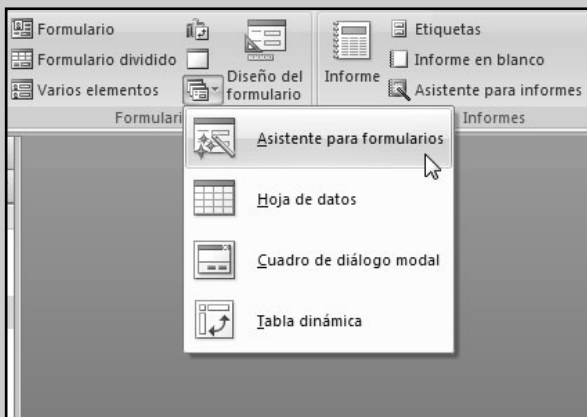 Formulario
Formulario dividido
Varios elementos
Diseño del
formulario
Formulari
Informe
Etiquetas
Informe en blanco
Asistente para informes
Informes
Asistente para formularios
Hoja de datos
Cuadro de diálogo modal
Tabla dinámica